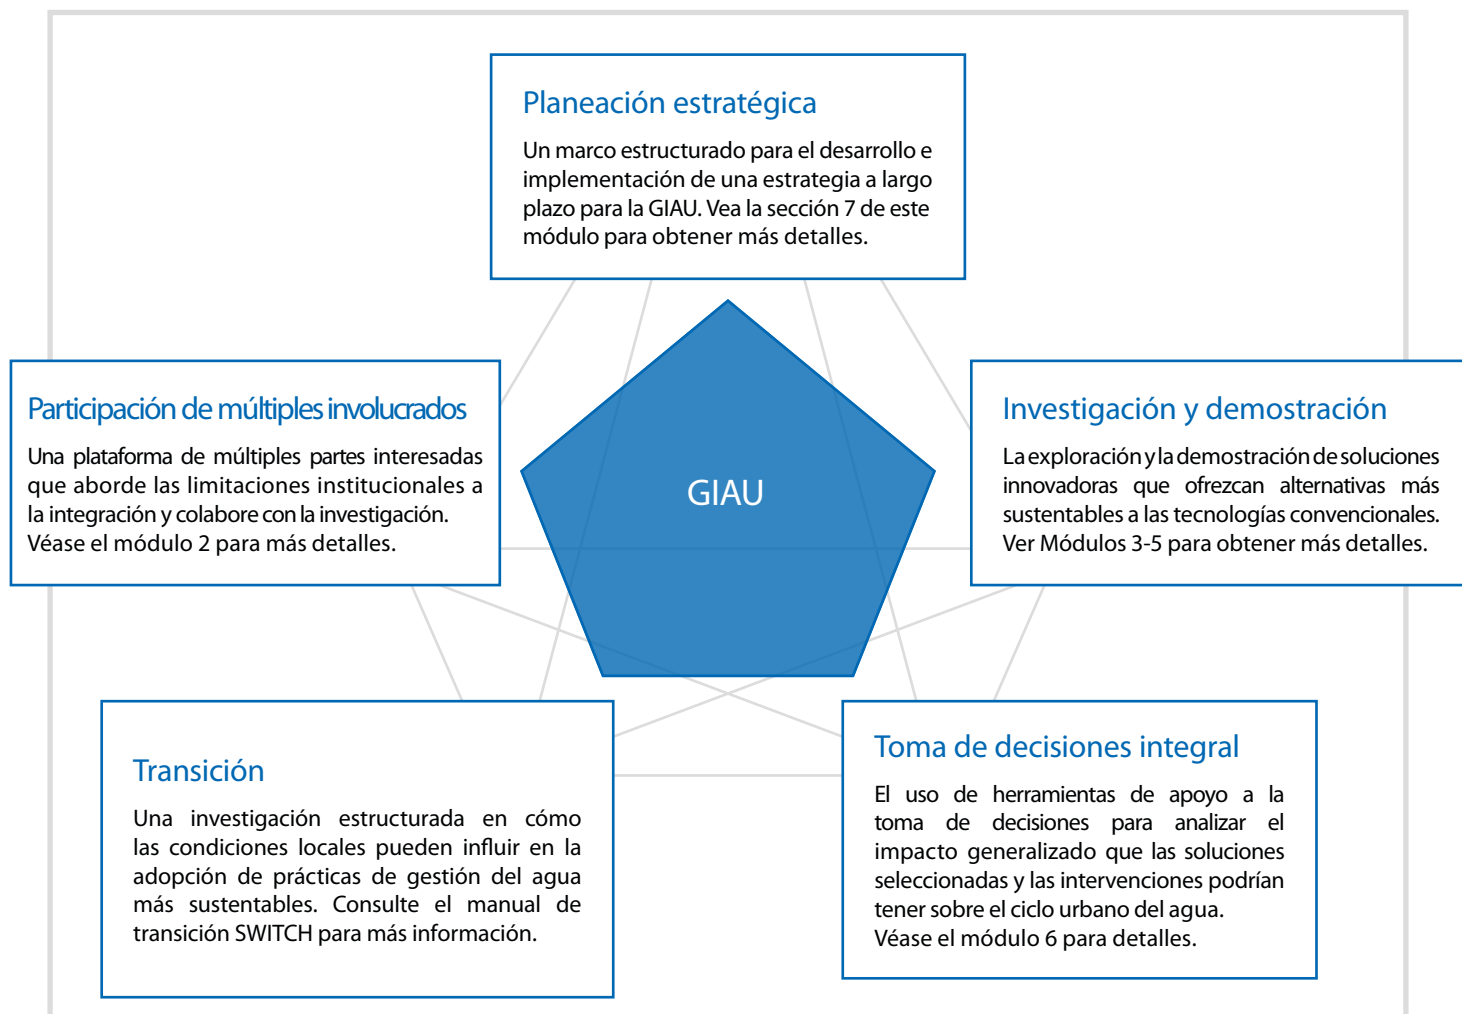 Planeación estratégica
Un marco estructurado para el desarrollo e
implementación de una estrategia a largo
plazo para la GIAU. Vea la sección 7 de este
módulo para obtener más detalles.
Participación de múltiples involucrados
Una plataforma de múltiples partes interesadas
que aborde las limitaciones institucionales a
la integración y colabore con la investigación.
Véase el módulo 2 para más detalles.
Investigación y demostración
La exploración y la demostración de soluciones
innovadoras que ofrezcan alternativas más
sustentables a las tecnologías convencionales.
Ver Módulos 3-5 para obtener más detalles.
GIAU
Transición
Una investigación estructurada en cómo
las condiciones locales pueden influir en la
adopción de prácticas de gestión del agua
más sustentables. Consulte el manual de
transición SWITCH para más información.
Toma de decisiones integral
El uso de herramientas de apoyo a la
toma de decisiones para analizar el
impacto generalizado que las soluciones
seleccionadas y las intervenciones podrían
tener sobre el ciclo urbano del agua.
Véase el módulo 6 para detalles.